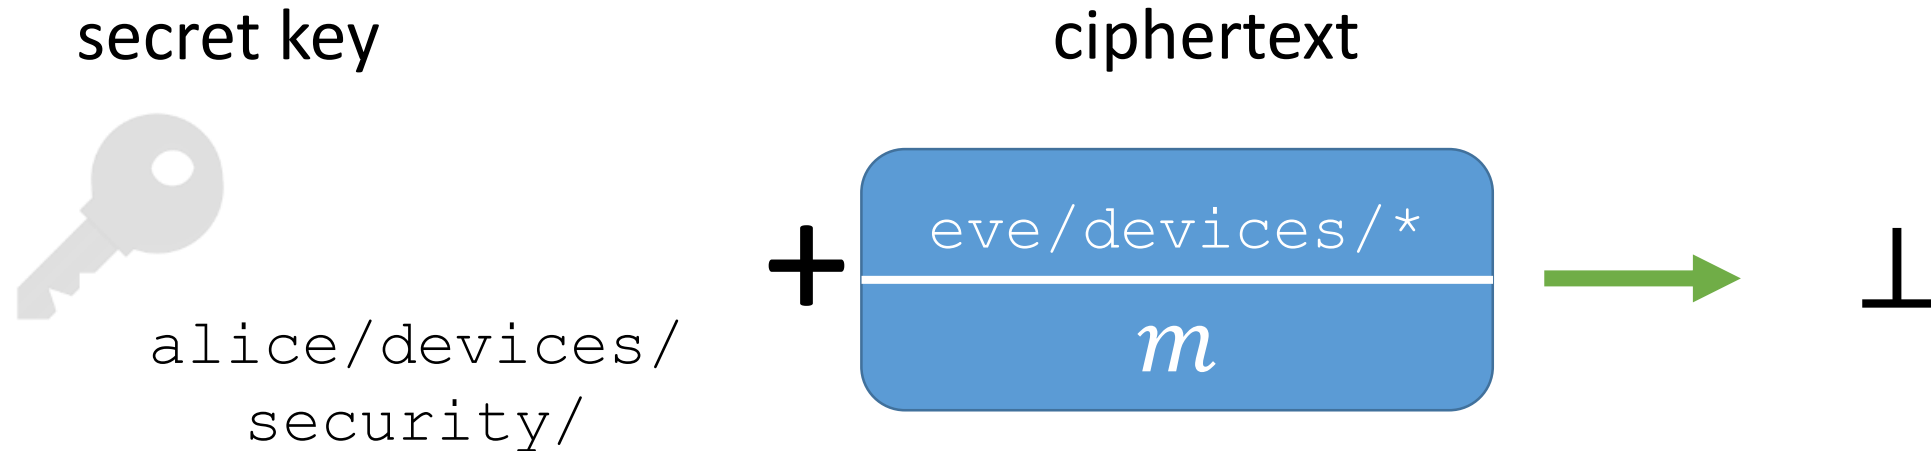 secret key
ciphertext
alice/devices/
security/
+
eve/devices/*
m
⊥